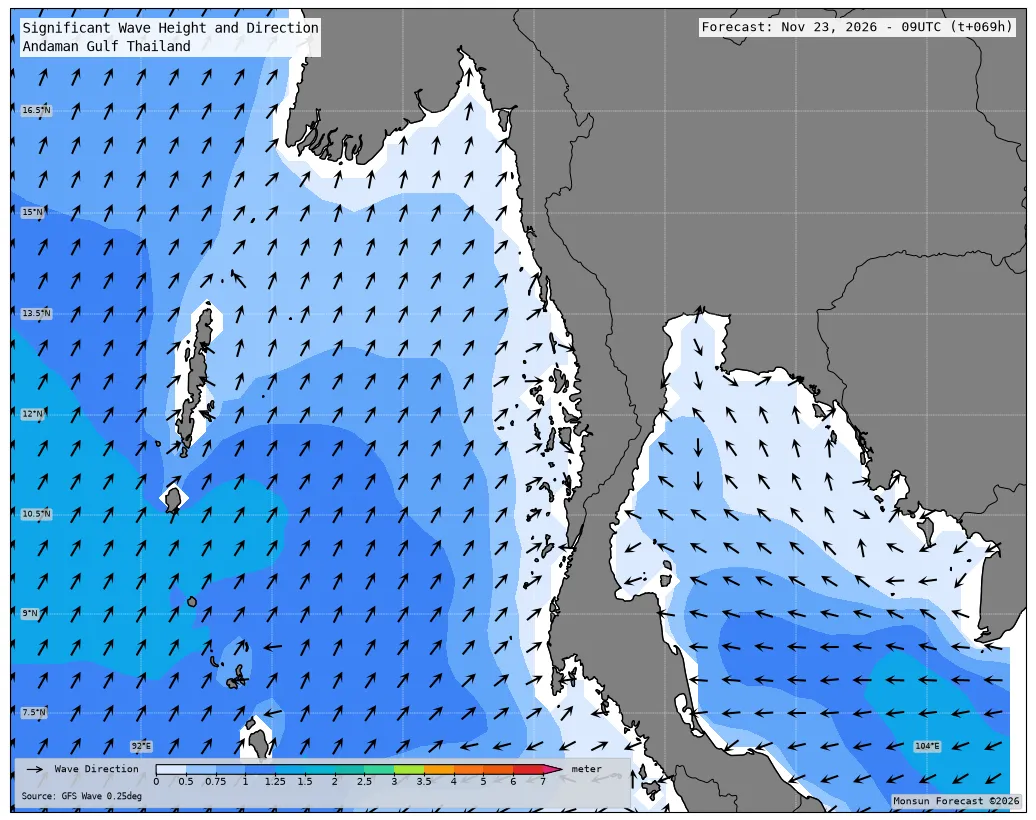 Significant Wave Height and Direction
Andaman Gulf Thailand
Forecast: Nov 23, 2026 - 09UTC (t+069h)
16.5°N
15°N
13.5°N
12°N
10.5°N
9°N
7.5°N
92°E
104°E
Wave Direction
0.5 0.75 1 1.25 1.5 2 2.5 3 3.5 4 5 6 7
meter
Source: GFS Wave 0.25deg
Monsun Forecast ©2026